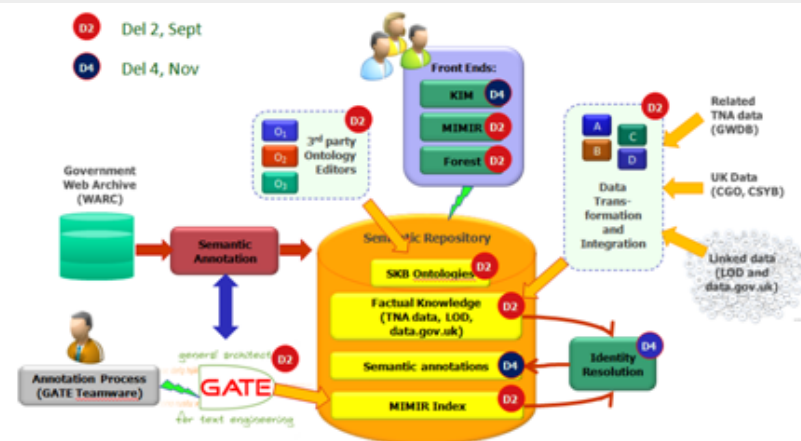 D2 Del 2, Sept
D4 Del 4, Nov
Front Ends:
KIM D4
MIMIR D2
Forest D2
D2
O1
O2
O3
3rd party
Ontology
Editors
D2
A
B
C
D
Data
Trans-
formation
and
Integration
Related
TNA data
(GWDB)
UK Data
(CGO, CSYB)
Linked data
(LOD and
data.gov.uk)
Government
Web Archive
(WARC)
Semantic
Annotation
Semantic Repository
SKB Ontologies D2
Factual Knowledge
(TNA data, LOD,
data.gov.uk)
D2
Semantic annotations D4
MIMIR Index D2
Identity
Resolution
D4
Annotation Process
(GATE Teamware)
general architect
D2
GATE
for text engineering